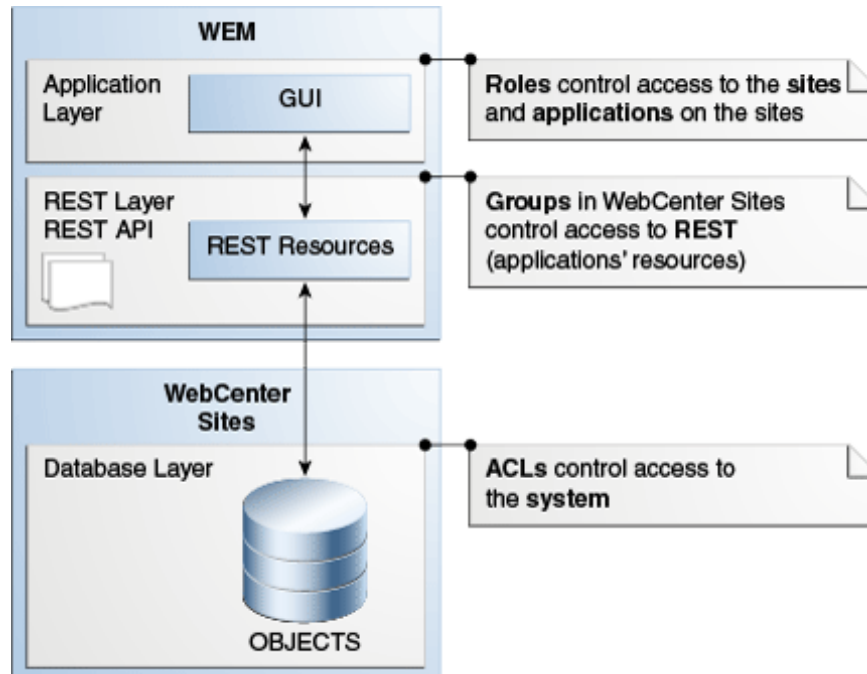 WEM
Application
Layer
GUI
Roles control access to the sites
and applications on the sites
REST Layer
REST API
REST Resources
Groups in WebCenter Sites
control access to REST
(applications' resources)
WebCenter
Sites
Database Layer
OBJECTS
ACLs control access to
the system